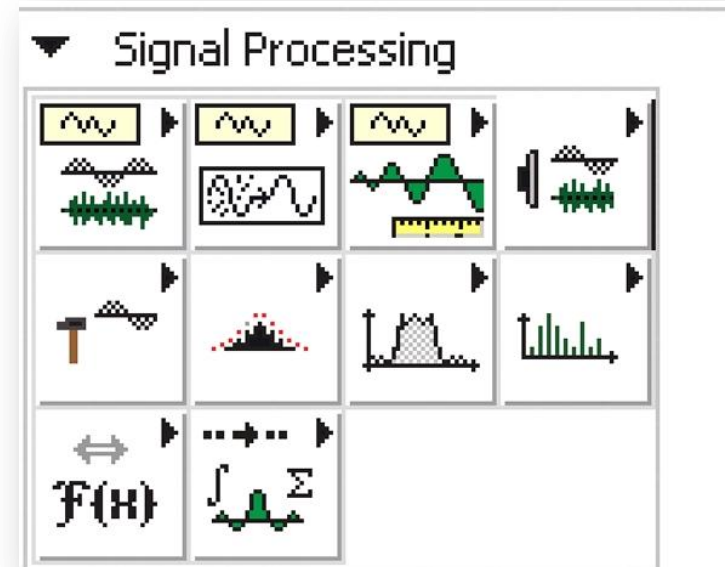 Signal Processing
F(x)
∫ Σ